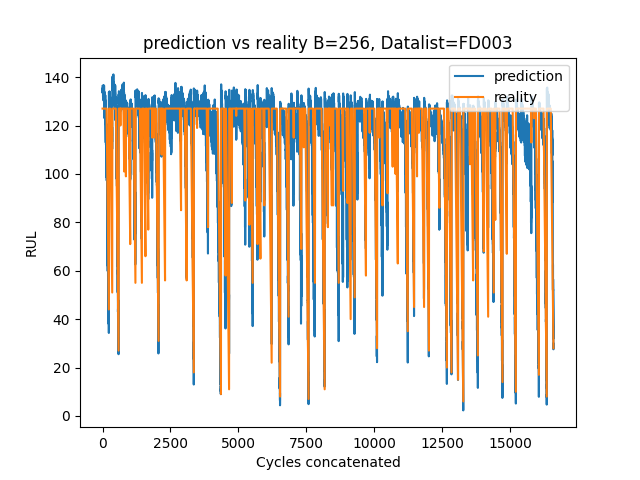 prediction vs reality B=256, Datalist=FD003
prediction
reality
RUL
140
120
100
80
60
40
20
0
0 2500 5000 7500 10000 12500 15000
Cycles concatenated